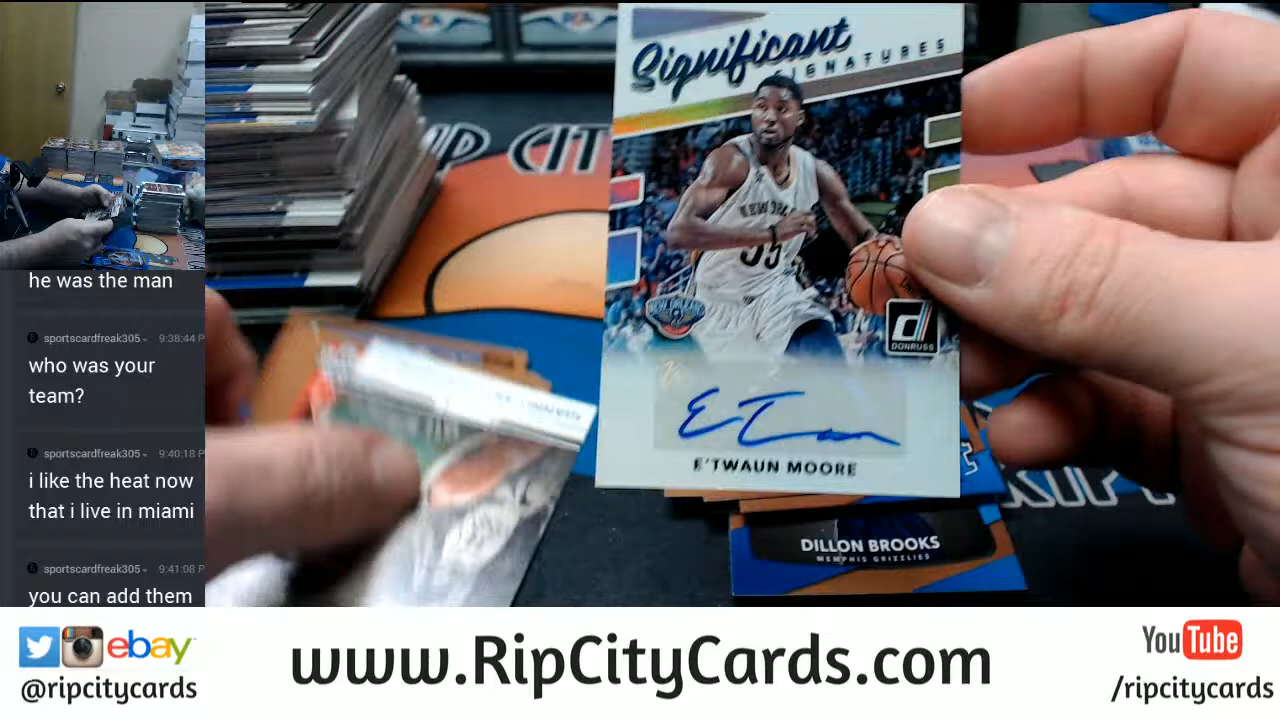 Significant
SIGNATURES
NEW ORLEANS
DONRUSS
E'TWAUN MOORE
DILLON BROOKS
MEMPHIS GRIZZLIES
he was the man
sportscardfreak305
9:38:44 P
who was your
team?
sportscardfreak305
9:40:18 P
i like the heat now
that i live in miami
sportscardfreak305
9:41:08 P
you can add them
ebay
@ripcitycards
www.RipCityCards.com
YouTube
/ripcitycards